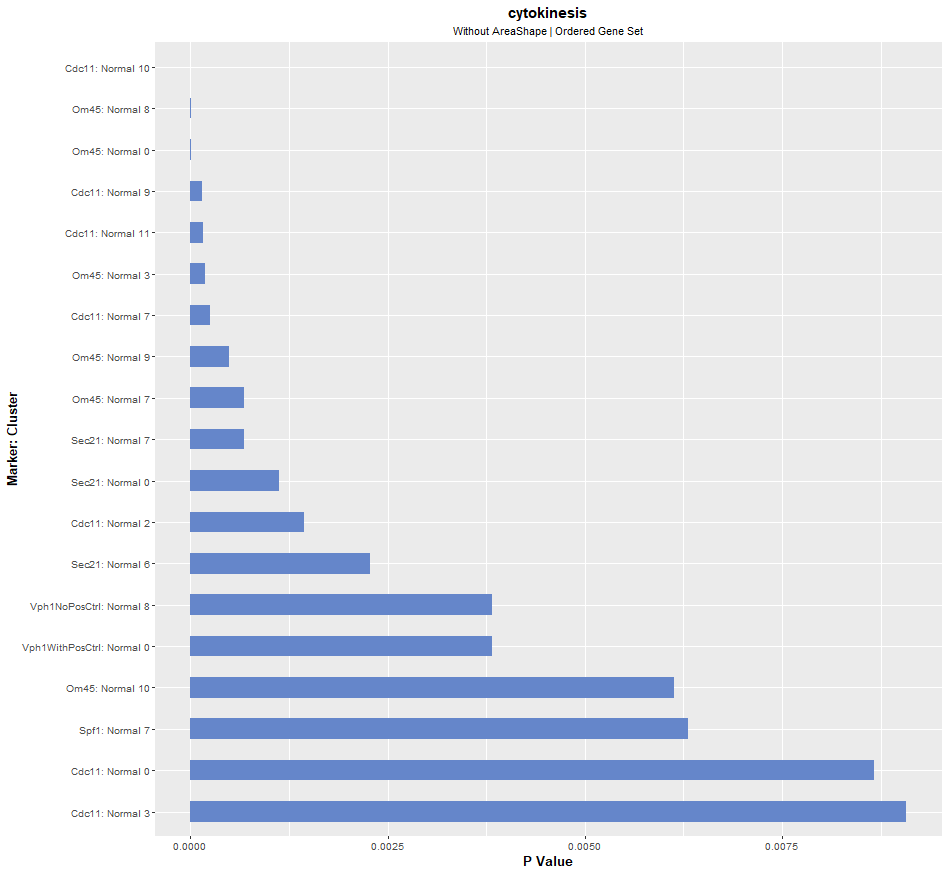 cytokinesis
Without AreaShape | Ordered Gene Set
Marker: Cluster
Cdc11: Normal 10
Om45: Normal 8
Om45: Normal 0
Cdc11: Normal 9
Cdc11: Normal 11
Om45: Normal 3
Cdc11: Normal 7
Om45: Normal 9
Om45: Normal 7
Sec21: Normal 7
Sec21: Normal 0
Cdc11: Normal 2
Sec21: Normal 6
Vph1NoPosCtrl: Normal 8
Vph1WithPosCtrl: Normal 0
Om45: Normal 10
Spf1: Normal 7
Cdc11: Normal 0
Cdc11: Normal 3
0.0000 0.0025 0.0050 0.0075
P Value